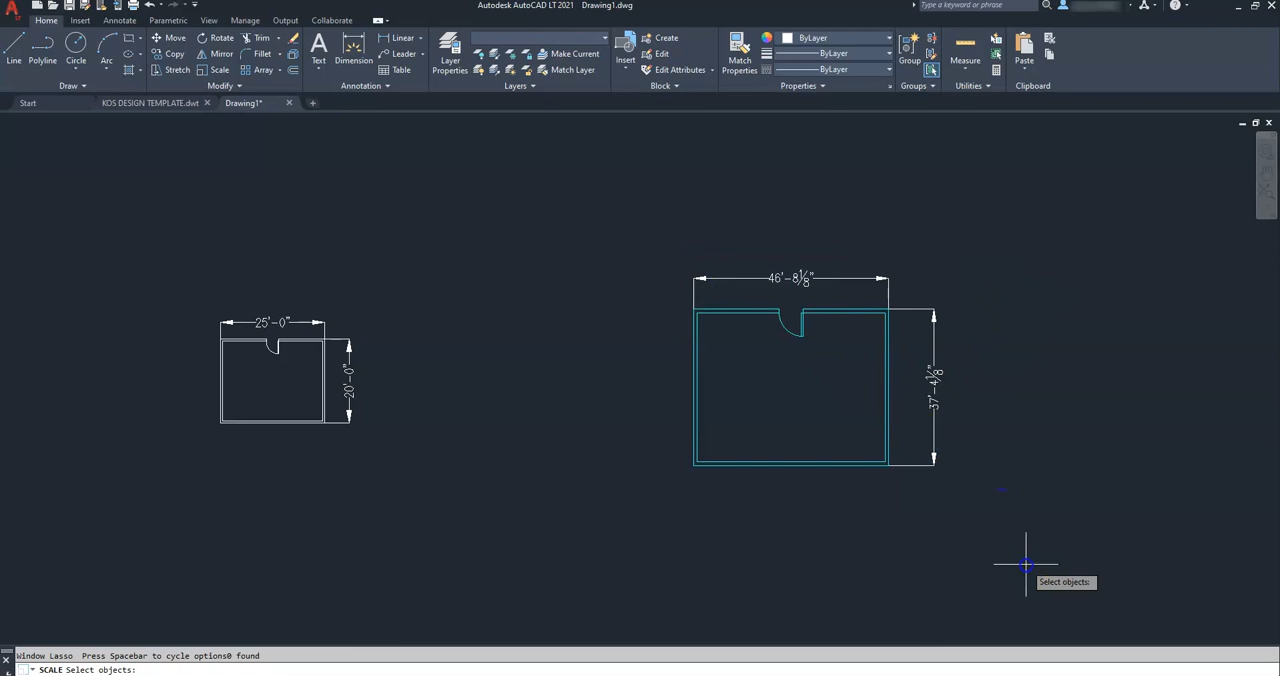 Autodesk AutoCAD LT 2021 Drawing1.dwg
Type a keyword or phrase
Home Insert Annotate Parametric View Manage Output Collaborate
Line Polyline Circle Arc
Move Rotate Trim
Copy Mirror Fillet
Stretch Scale Array
Draw Modify
Text Dimension
Linear
Leader
Table
Annotation
Layer Properties
Make Current
Match Layer
Layers
Insert
Create
Edit
Edit Attributes
Block
Match Properties
ByLayer
ByLayer
ByLayer
Properties
Group
Groups
Measure
Utilities
Paste
Clipboard
Start KOS DESIGN TEMPLATE.dwt Drawing1*
46'-8⅛"
25'-0"
20'-0"
37'-4⅛"
Select objects:
Window Lasso Press Spacebar to cycle options0 found
SCALE Select objects: